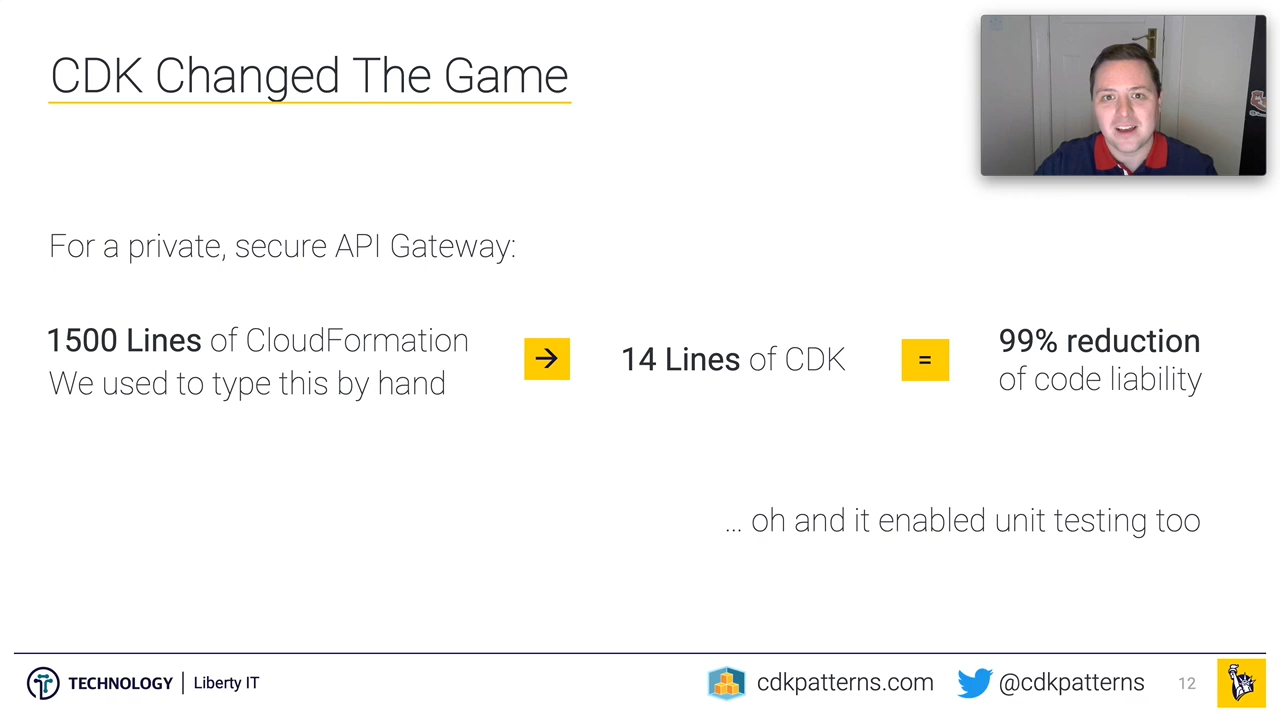 CDK Changed The Game
For a private, secure API Gateway:
1500 Lines of CloudFormation
We used to type this by hand
→
14 Lines of CDK
=
99% reduction
of code liability
... oh and it enabled unit testing too
TECHNOLOGY | Liberty IT
cdkpatterns.com
@cdkpatterns
12